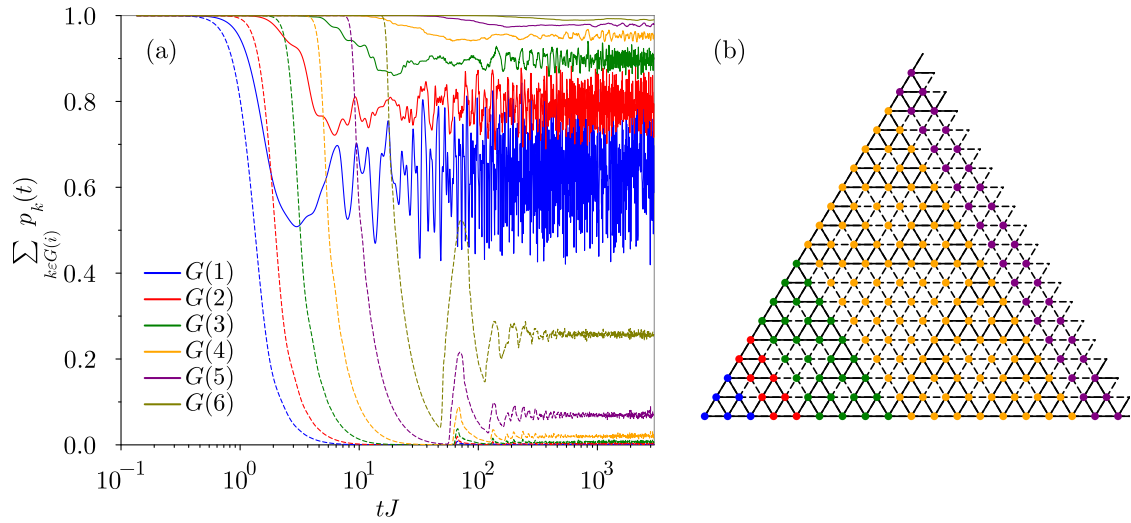 (a)
(b)
1.0
0.8
0.6
0.4
0.2
0.0
∑ p_k(t)
kεG(i)
G(1)
G(2)
G(3)
G(4)
G(5)
G(6)
10^{-1} 10^0 10^1 10^2 10^3
tJ